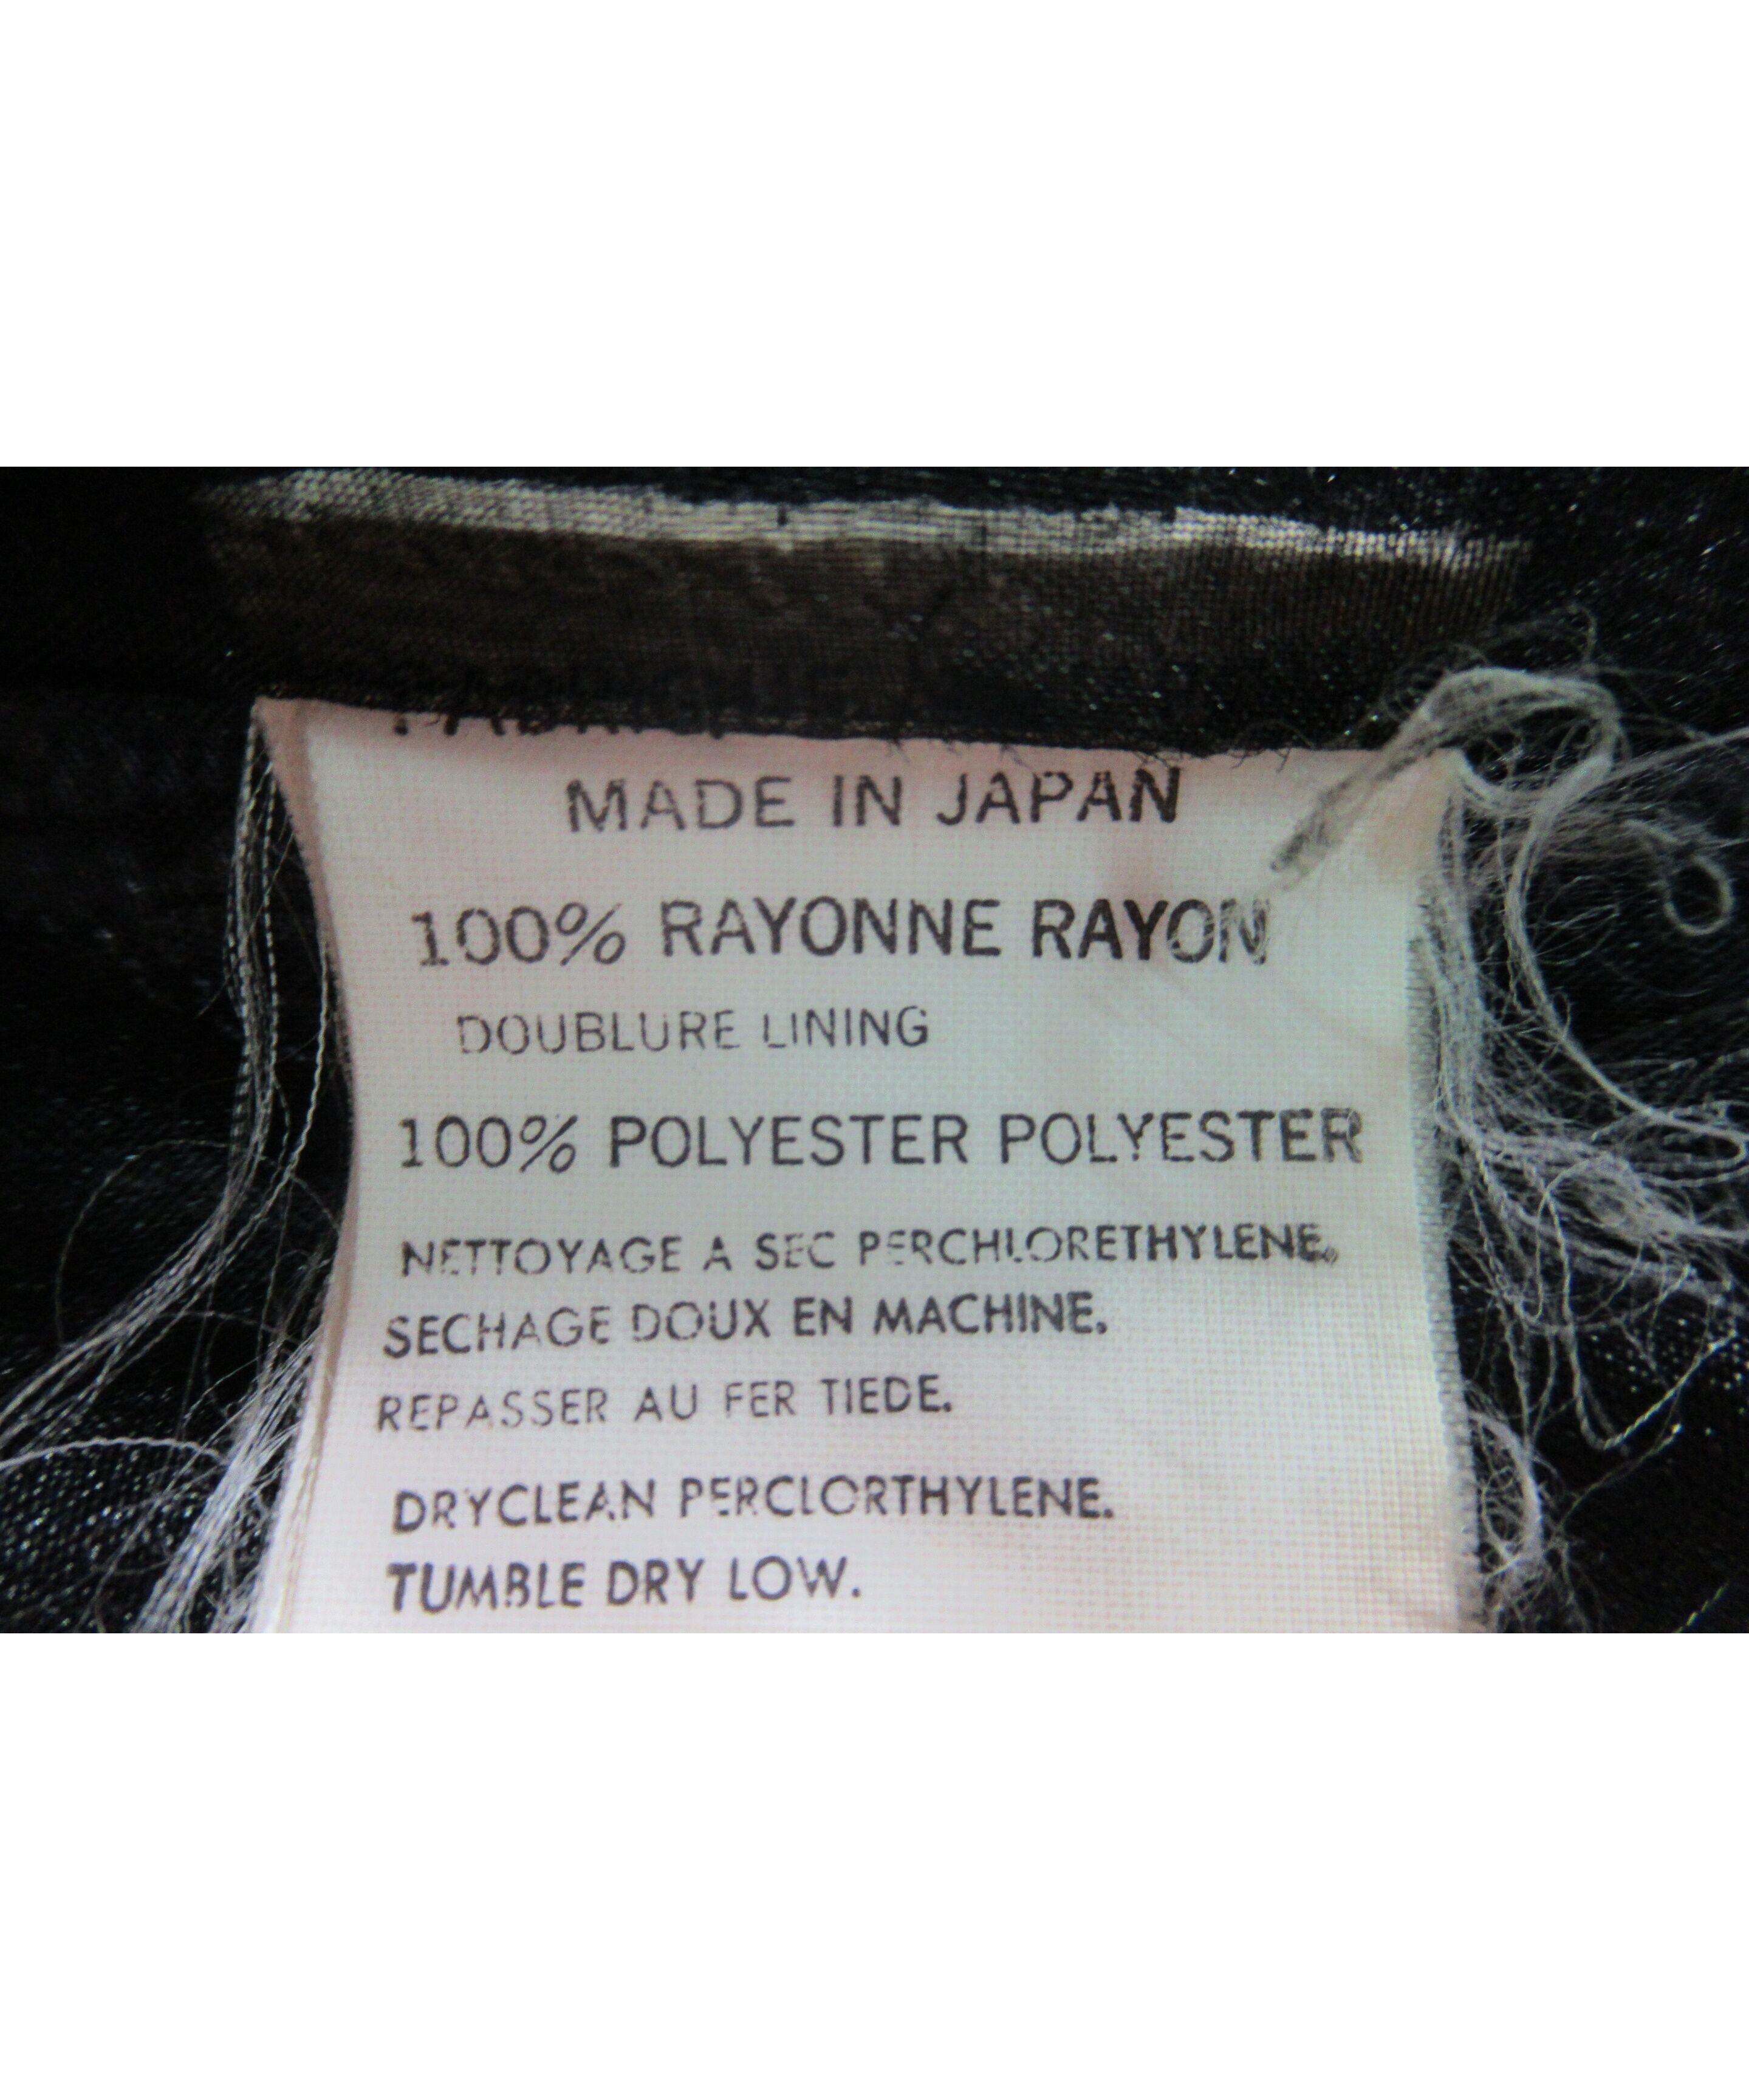 MADE IN JAPAN
100% RAYONNE RAYON
DOUBLURE LINING
100% POLYESTER POLYESTER
NETTOYAGE A SEC PERCHLORETHYLENE.
SECHAGE DOUX EN MACHINE.
REPASSER AU FER TIEDE.
DRYCLEAN PERCLORTHYLENE.
TUMBLE DRY LOW.